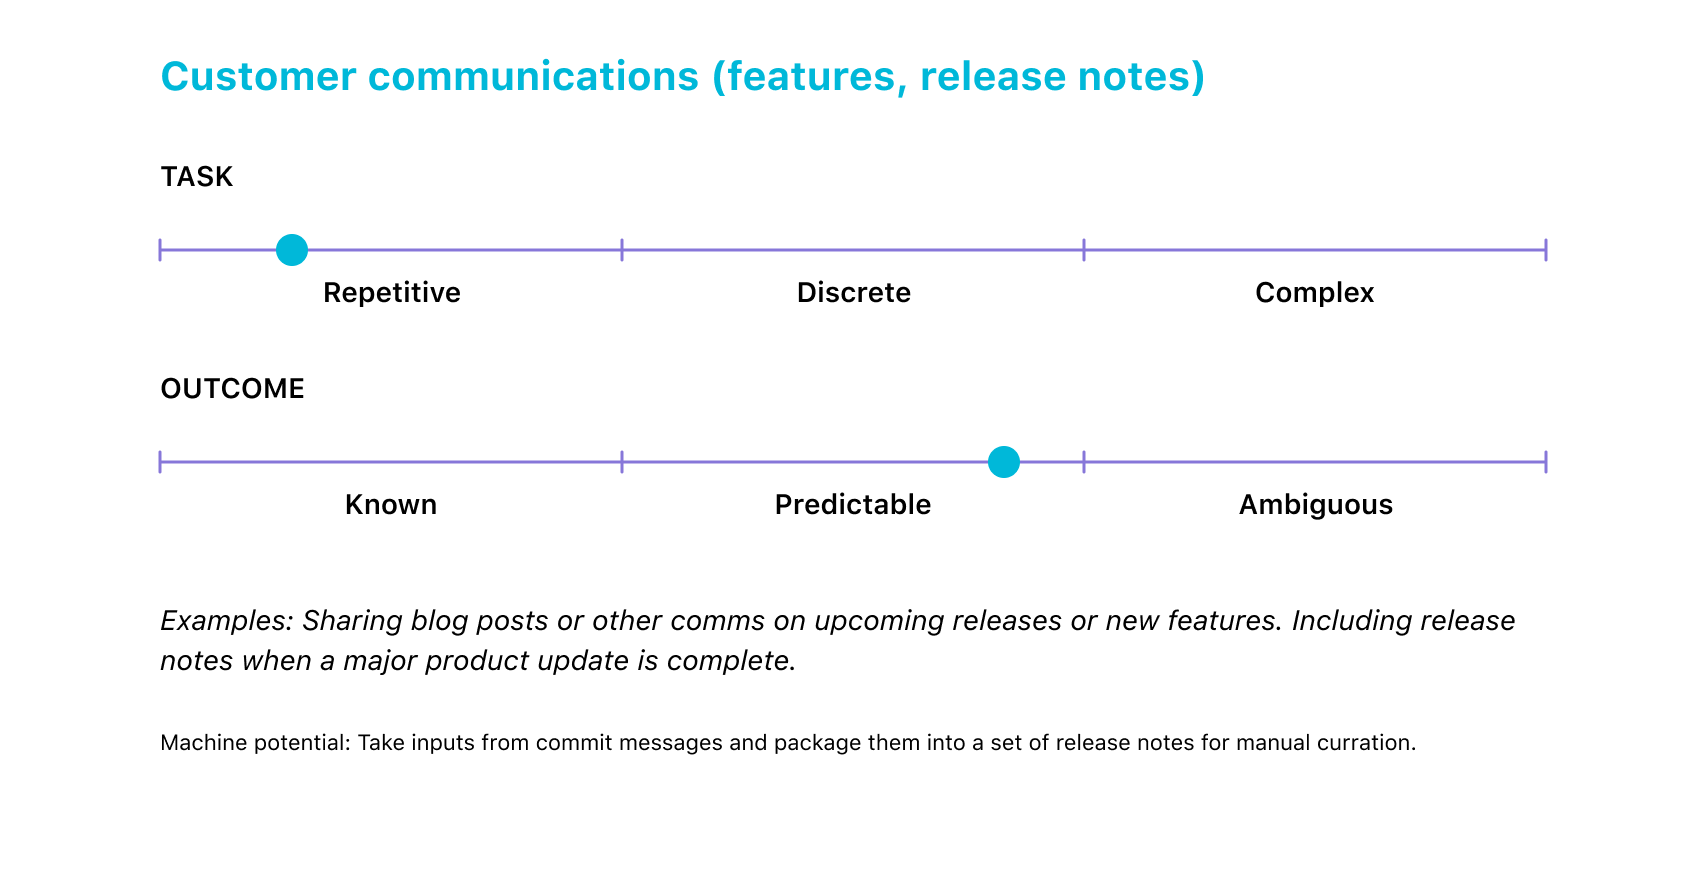 Customer communications (features, release notes)
TASK
Repetitive
Discrete
Complex
OUTCOME
Known
Predictable
Ambiguous
Examples: Sharing blog posts or other comms on upcoming releases or new features. Including release
notes when a major product update is complete.
Machine potential: Take inputs from commit messages and package them into a set of release notes for manual curration.